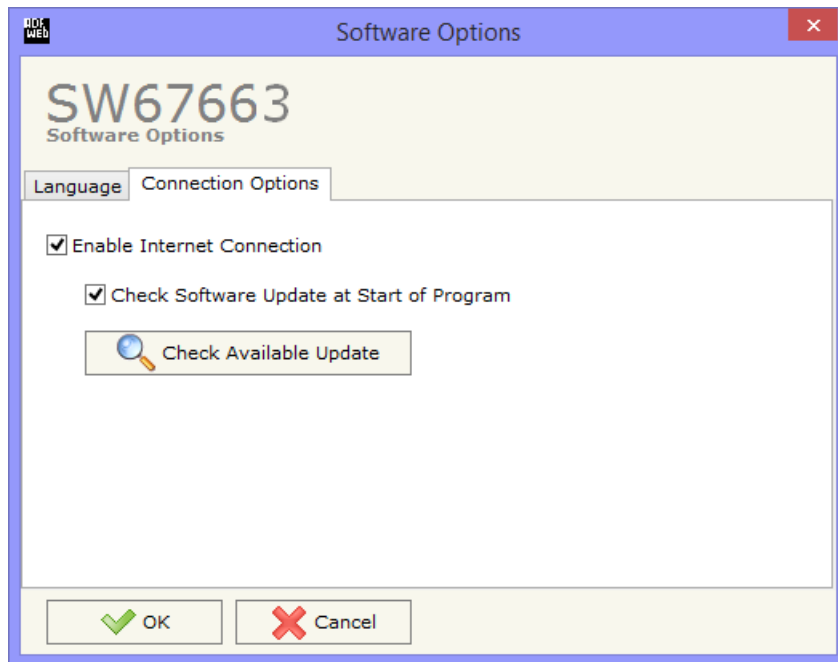 ADF
WEB
Software Options
SW67663
Software Options
Language
Connection Options
Enable Internet Connection
Check Software Update at Start of Program
Check Available Update
OK
Cancel